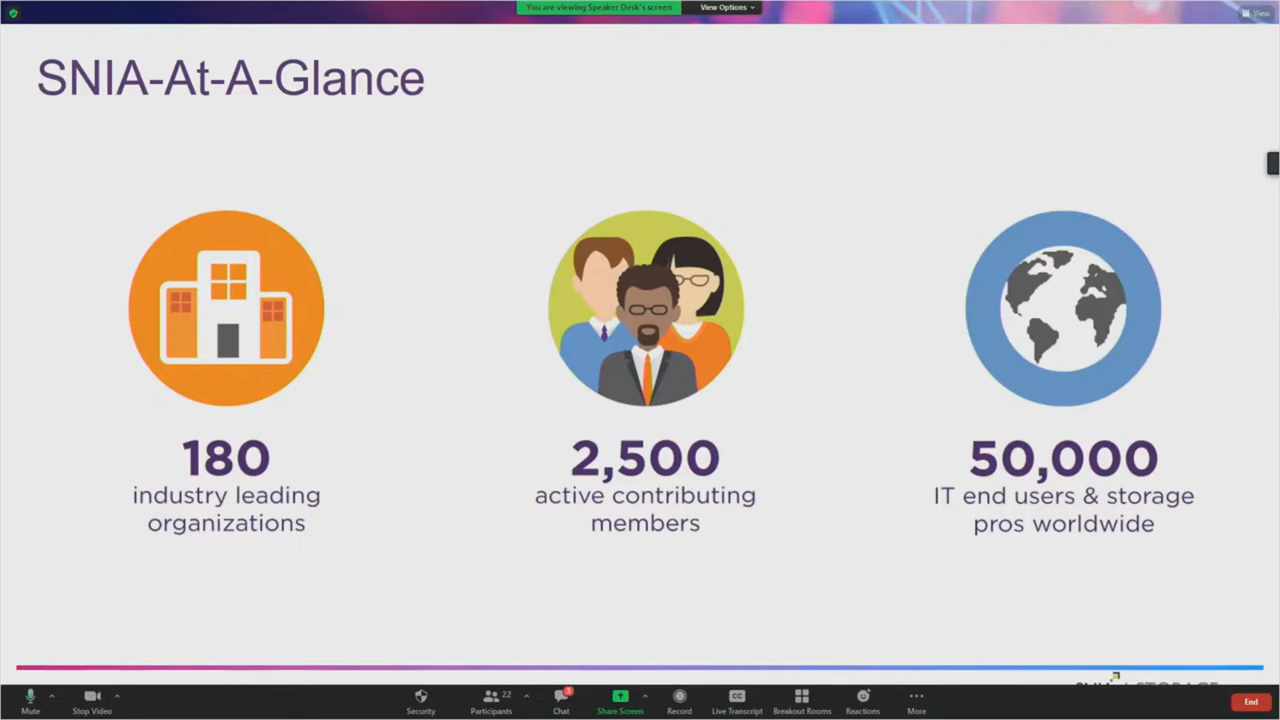 You are viewing Speaker Desk's screen
View Options
View
SNIA-At-A-Glance
180
industry leading
organizations
2,500
active contributing
members
50,000
IT end users & storage
pros worldwide
Mute
Stop Video
Security
Participants
22
Chat
Share Screen
Record
CC
Live Transcript
Breakout Rooms
Reactions
More
End